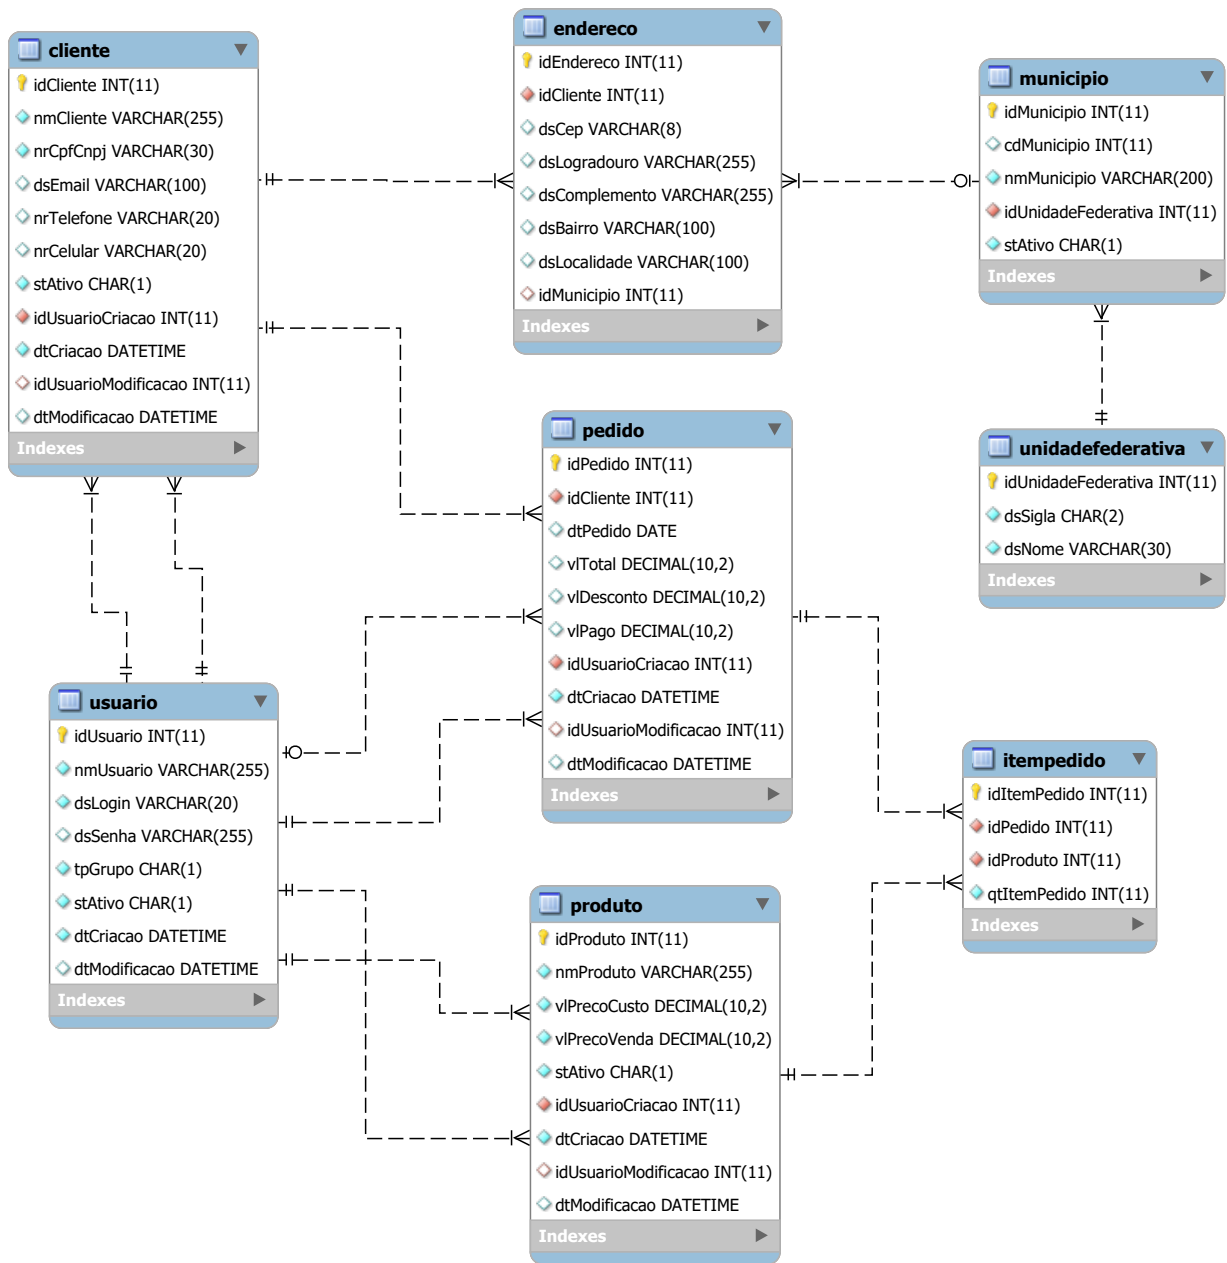 cliente
idCliente INT(11)
nmCliente VARCHAR(255)
nrCpfCnpj VARCHAR(30)
dsEmail VARCHAR(100)
nrTelefone VARCHAR(20)
nrCelular VARCHAR(20)
stAtivo CHAR(1)
idUsuarioCriacao INT(11)
dtCriacao DATETIME
idUsuarioModificacao INT(11)
dtModificacao DATETIME
Indexes
endereco
idEndereco INT(11)
idCliente INT(11)
dsCep VARCHAR(8)
dsLogradouro VARCHAR(255)
dsComplemento VARCHAR(255)
dsBairro VARCHAR(100)
dsLocalidade VARCHAR(100)
idMunicipio INT(11)
Indexes
municipio
idMunicipio INT(11)
cdMunicipio INT(11)
nmMunicipio VARCHAR(200)
idUnidadeFederativa INT(11)
stAtivo CHAR(1)
Indexes
pedido
idPedido INT(11)
idCliente INT(11)
dtPedido DATE
vlTotal DECIMAL(10,2)
vlDesconto DECIMAL(10,2)
vlPago DECIMAL(10,2)
idUsuarioCriacao INT(11)
dtCriacao DATETIME
idUsuarioModificacao INT(11)
dtModificacao DATETIME
Indexes
unidadefederativa
idUnidadeFederativa INT(11)
dsSigla CHAR(2)
dsNome VARCHAR(30)
Indexes
usuario
idUsuario INT(11)
nmUsuario VARCHAR(255)
dsLogin VARCHAR(20)
dsSenha VARCHAR(255)
tpGrupo CHAR(1)
stAtivo CHAR(1)
dtCriacao DATETIME
dtModificacao DATETIME
Indexes
itempedido
idItemPedido INT(11)
idPedido INT(11)
idProduto INT(11)
qtItemPedido INT(11)
Indexes
produto
idProduto INT(11)
nmProduto VARCHAR(255)
vlPrecoCusto DECIMAL(10,2)
vlPrecoVenda DECIMAL(10,2)
stAtivo CHAR(1)
idUsuarioCriacao INT(11)
dtCriacao DATETIME
idUsuarioModificacao INT(11)
dtModificacao DATETIME
Indexes